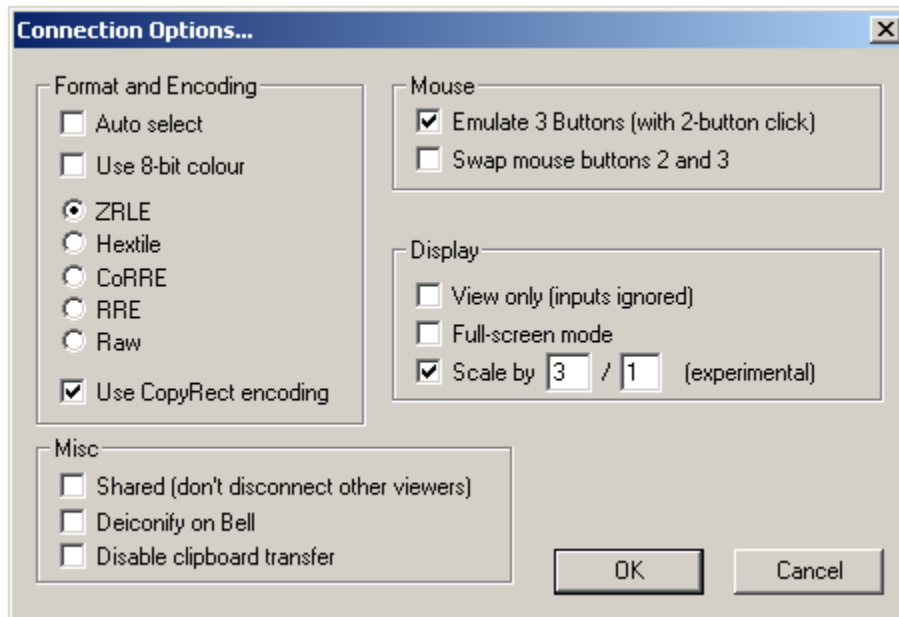 Connection Options...
Format and Encoding
Auto select
Use 8-bit colour
ZRLE
Hextile
CoRRE
RRE
Raw
Use CopyRect encoding
Mouse
Emulate 3 Buttons (with 2-button click)
Swap mouse buttons 2 and 3
Display
View only (inputs ignored)
Full-screen mode
Scale by 3 / 1 (experimental)
Misc
Shared (don't disconnect other viewers)
Deiconify on Bell
Disable clipboard transfer
OK
Cancel